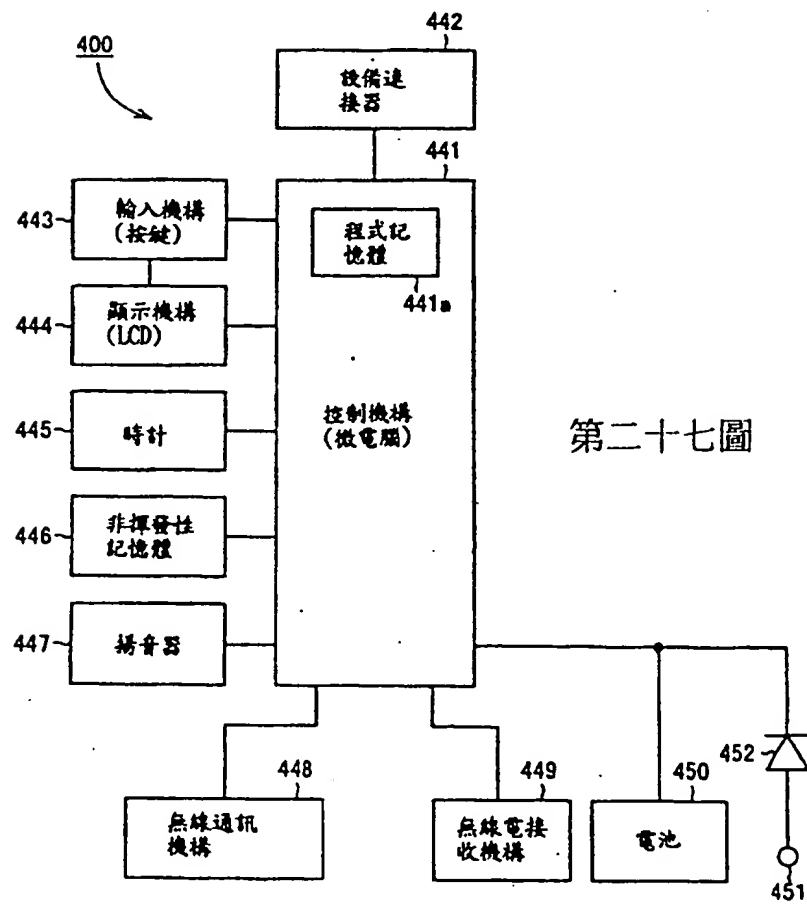 442
400
設備連
接器
441
443
輸入機構
(按鍵)
程式記
憶體
441a
444
顯示機構
(LCD)
控制機構
(微電腦)
第二十七圖
445
時計
446
非揮發性
記憶體
447
揚音器
452
448
449
450
無線通訊
機構
無線電接
收機構
電池
451